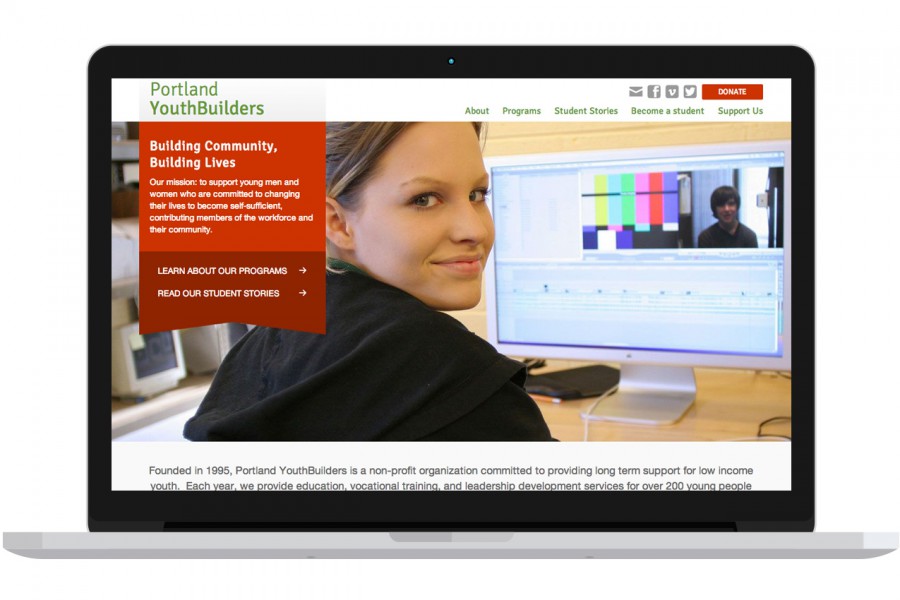 Portland
YouthBuilders
DONATE
About Programs Student Stories Become a student Support Us
Building Community,
Building Lives
Our mission: to support young men and
women who are committed to changing
their lives to become self-sufficient,
contributing members of the workforce and
their community.
LEARN ABOUT OUR PROGRAMS →
READ OUR STUDENT STORIES →
Founded in 1995, Portland YouthBuilders is a non-profit organization committed to providing long term support for low income
youth. Each year, we provide education, vocational training, and leadership development services for over 200 young people